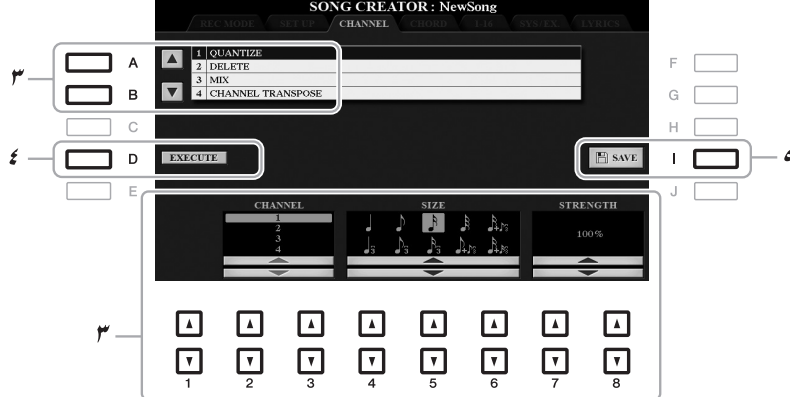 SONG CREATOR : NewSong
REC MODE SET UP CHANNEL CHORD 1-16 SYS/EX. LYRICS
1 QUANTIZE
2 DELETE
3 MIX
4 CHANNEL TRANSPOSE
A
B
C
D
E
F
G
H
I
J
۳
٤
EXECUTE
SAVE
CHANNEL SIZE STRENGTH
1
2
3
4
100%
۳
1 2 3 4 5 6 7 8